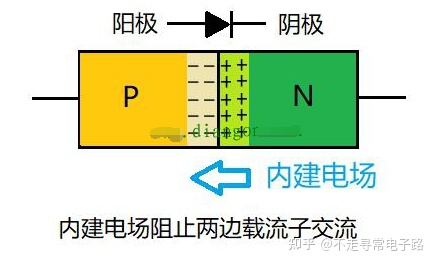 阳极 阴极
P N
－－ ＋＋
－－ ＋＋
－－ ＋＋
－－ ＋＋
－－ ＋＋
.diangor
内建电场
内建电场阻止两边载流子交流
知乎 @不走寻常电子路